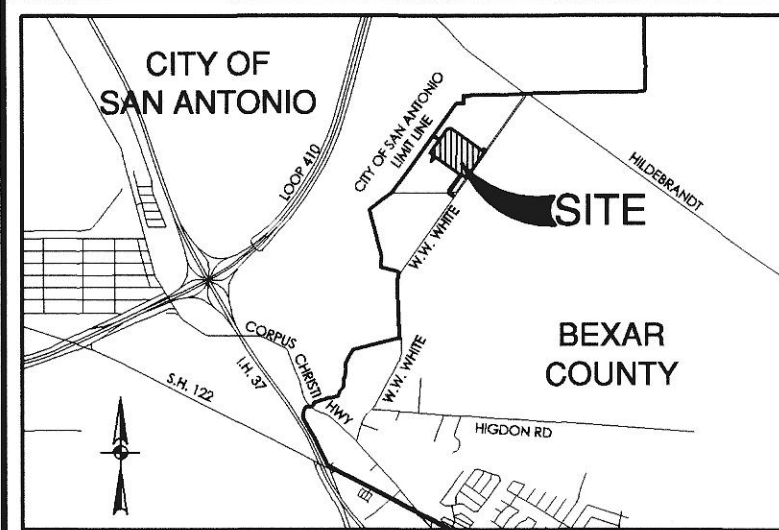 CITY OF
SAN ANTONIO
CITY OF SAN ANTONIO
LIMIT LINE
LOOP 410
HILDEBRANDT
SITE
W.W. WHITE
BEXAR
COUNTY
CORPUS
CHRISTI
HWY
I.H. 37
S.H. 122
W.W. WHITE
HIGDON RD